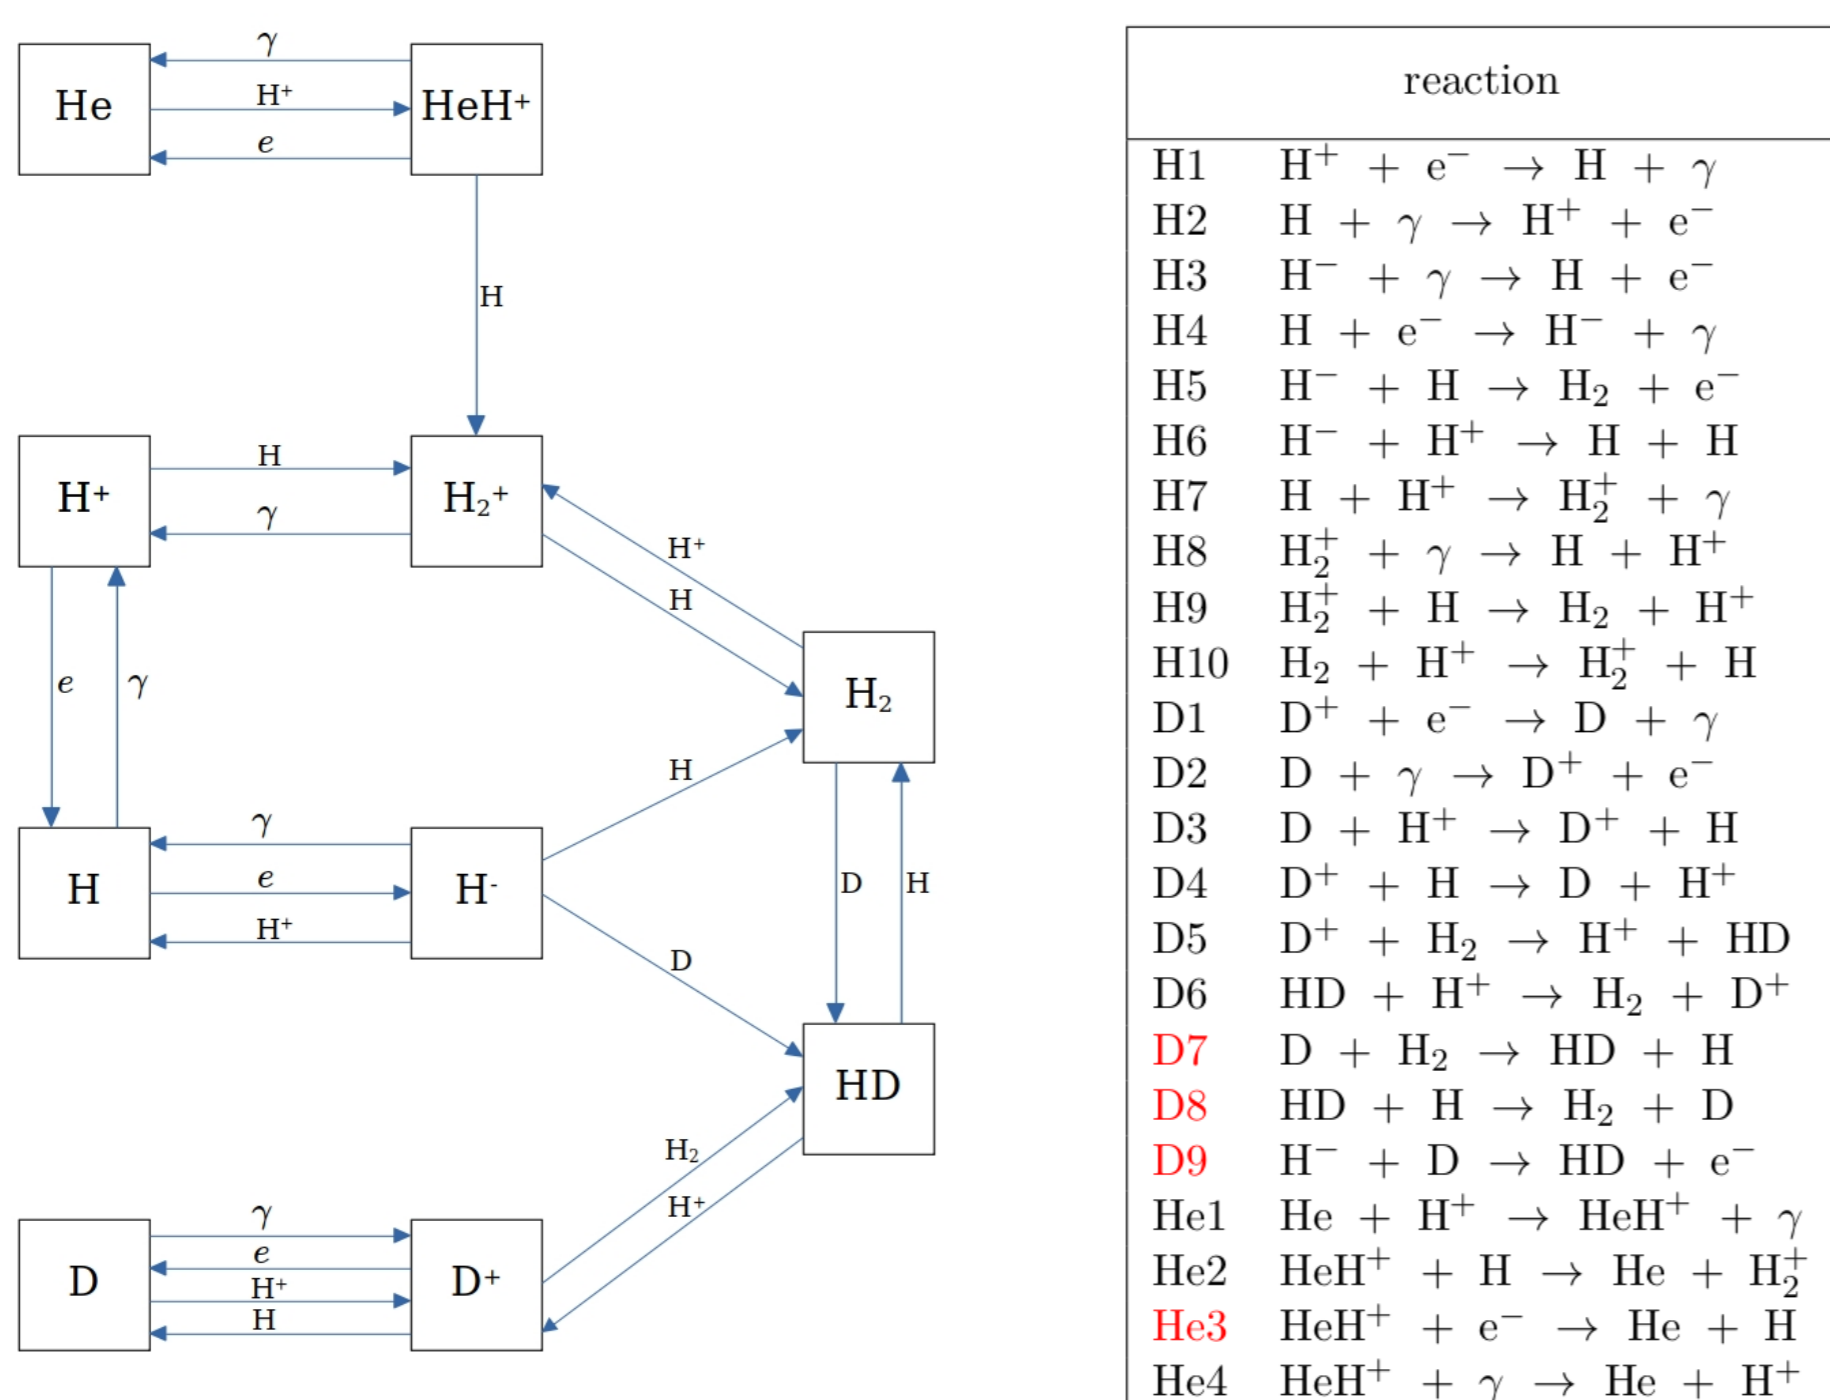 γ
He H⁺ HeH⁺
e
H
H
H⁺ H₂⁺
γ
H⁺
H
e γ
H₂
H
γ
H e H⁻
H⁺
D H
D
HD
H₂
H⁺
γ
e
D D⁺
H⁺
H
reaction
H1 H⁺ + e⁻ → H + γ
H2 H + γ → H⁺ + e⁻
H3 H⁻ + γ → H + e⁻
H4 H + e⁻ → H⁻ + γ
H5 H⁻ + H → H₂ + e⁻
H6 H⁻ + H⁺ → H + H
H7 H + H⁺ → H₂⁺ + γ
H8 H₂⁺ + γ → H + H⁺
H9 H₂⁺ + H → H₂ + H⁺
H10 H₂ + H⁺ → H₂⁺ + H
D1 D⁺ + e⁻ → D + γ
D2 D + γ → D⁺ + e⁻
D3 D + H⁺ → D⁺ + H
D4 D⁺ + H → D + H⁺
D5 D⁺ + H₂ → H⁺ + HD
D6 HD + H⁺ → H₂ + D⁺
D7 D + H₂ → HD + H
D8 HD + H → H₂ + D
D9 H⁻ + D → HD + e⁻
He1 He + H⁺ → HeH⁺ + γ
He2 HeH⁺ + H → He + H₂⁺
He3 HeH⁺ + e⁻ → He + H
He4 HeH⁺ + γ → He + H⁺